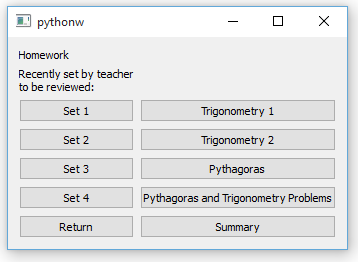 pythonw
Homework
Recently set by teacher
to be reviewed:
Set 1
Trigonometry 1
Set 2
Trigonometry 2
Set 3
Pythagoras
Set 4
Pythagoras and Trigonometry Problems
Return
Summary